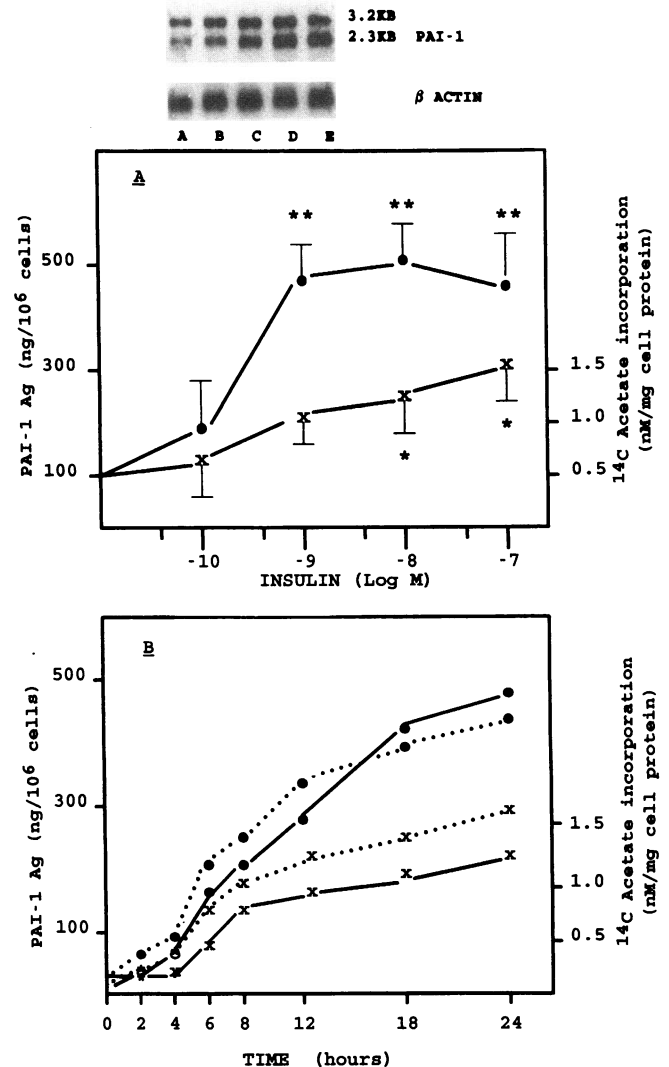 3.2KB
2.3KB PAI-1
β ACTIN
A B C D E
A
** ** **
500
300
100
PAI-1 Ag (ng/10⁶ cells)
1.5
1.0
0.5
¹⁴C Acetate incorporation
(nM/mg cell protein)
* *
-10 -9 -8 -7
INSULIN (Log M)
B
500
300
100
PAI-1 Ag (ng/10⁶ cells)
1.5
1.0
0.5
¹⁴C Acetate incorporation
(nM/mg cell protein)
0 2 4 6 8 12 18 24
TIME (hours)